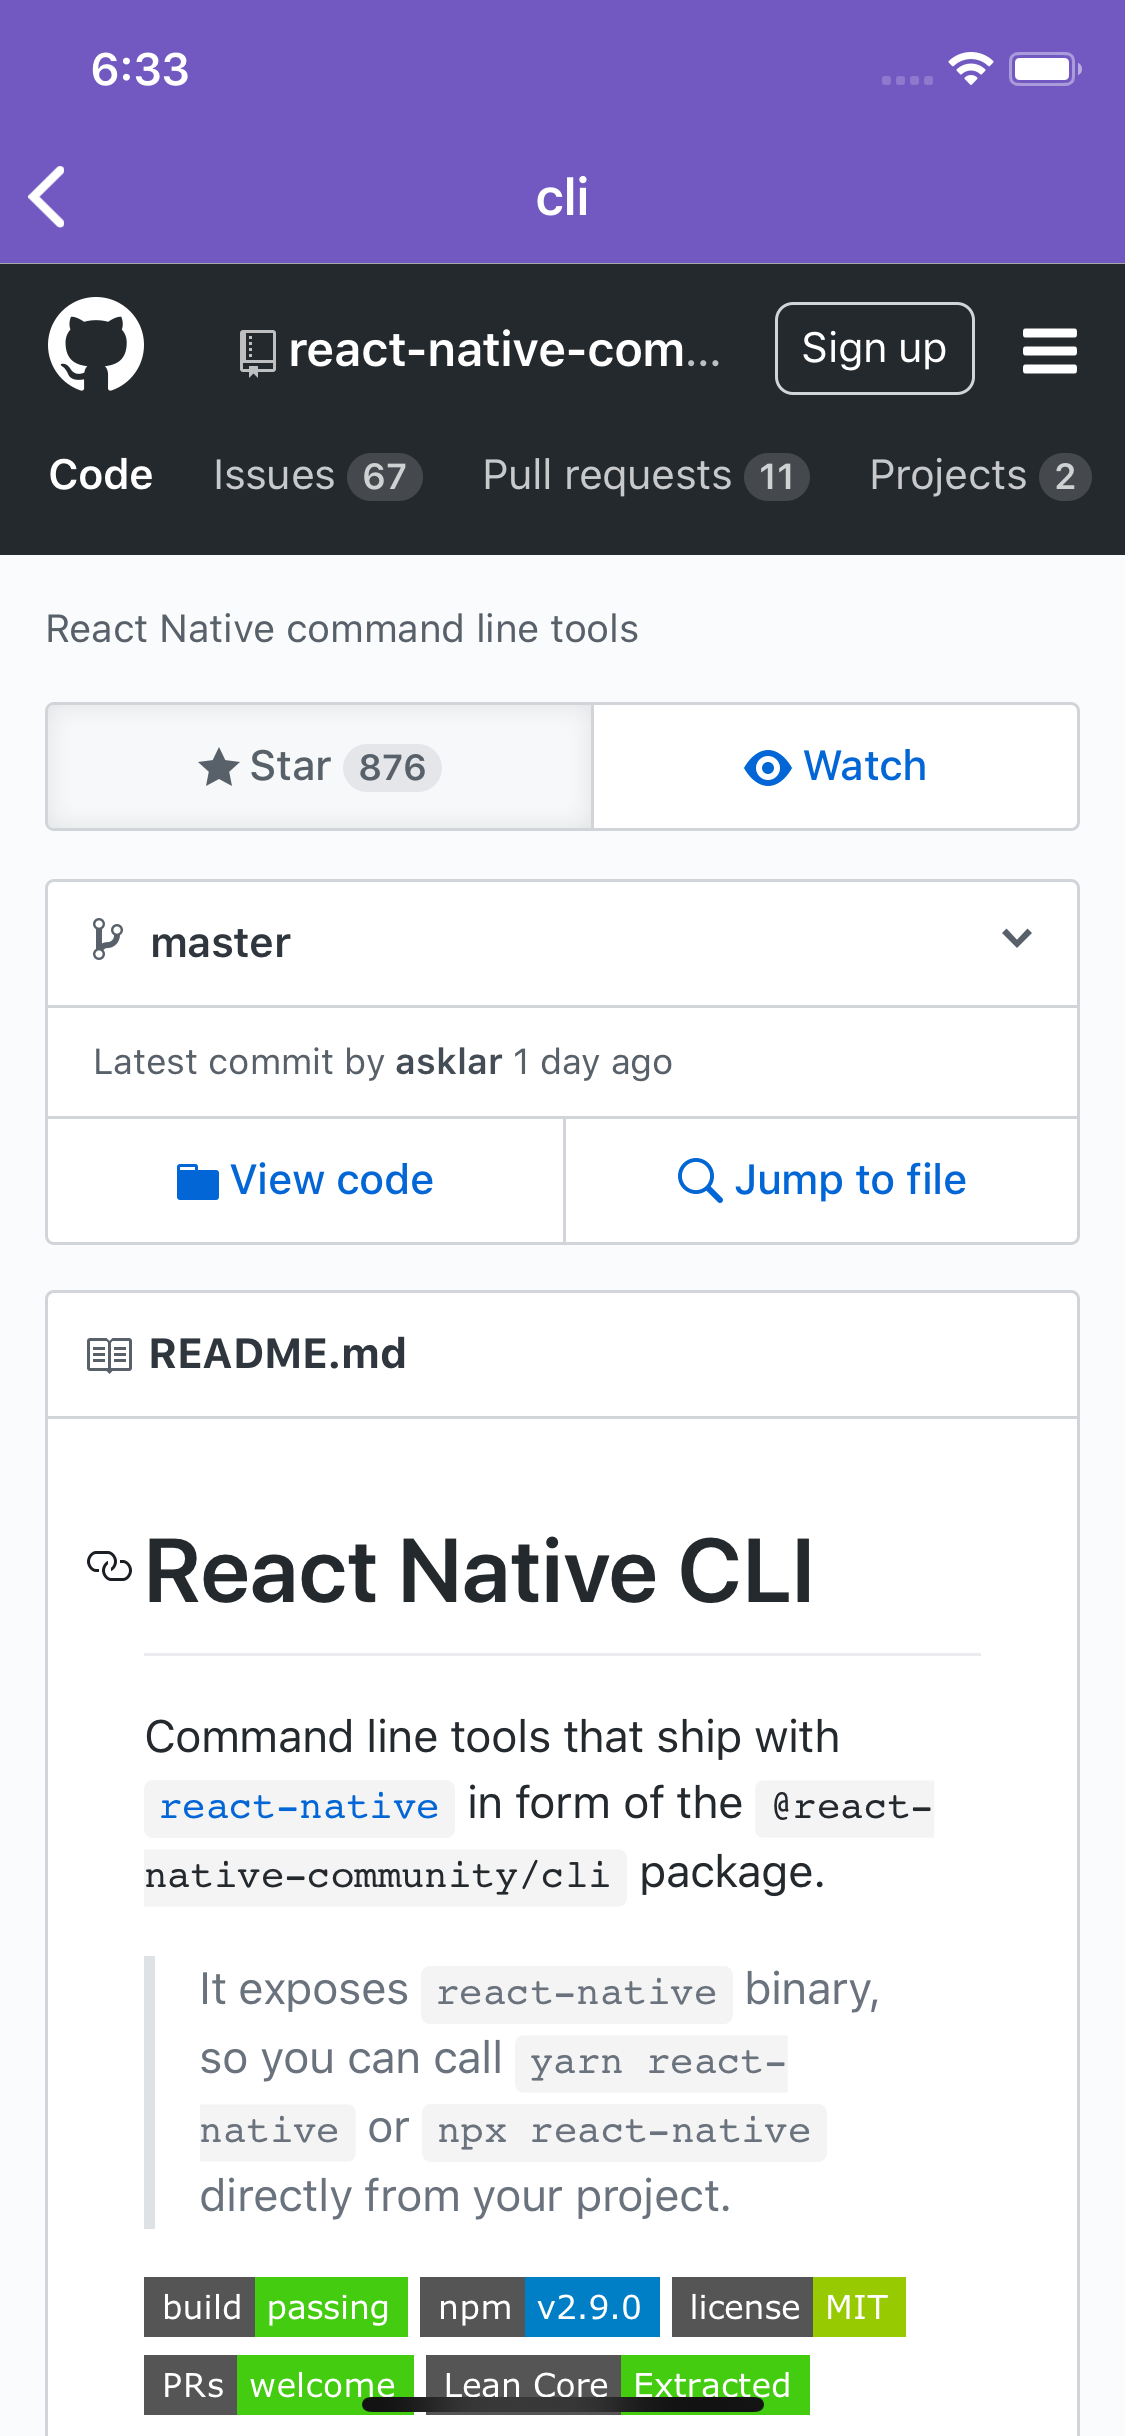 6:33
cli
react-native-com...
Sign up
Code Issues 67 Pull requests 11 Projects 2
React Native command line tools
Star 876
Watch
master
Latest commit by asklar 1 day ago
View code
Jump to file
README.md
React Native CLI
Command line tools that ship with
react-native in form of the @react-
native-community/cli package.
It exposes react-native binary,
so you can call yarn react-
native or npx react-native
directly from your project.
build passing npm v2.9.0 license MIT
PRs welcome Lean Core Extracted